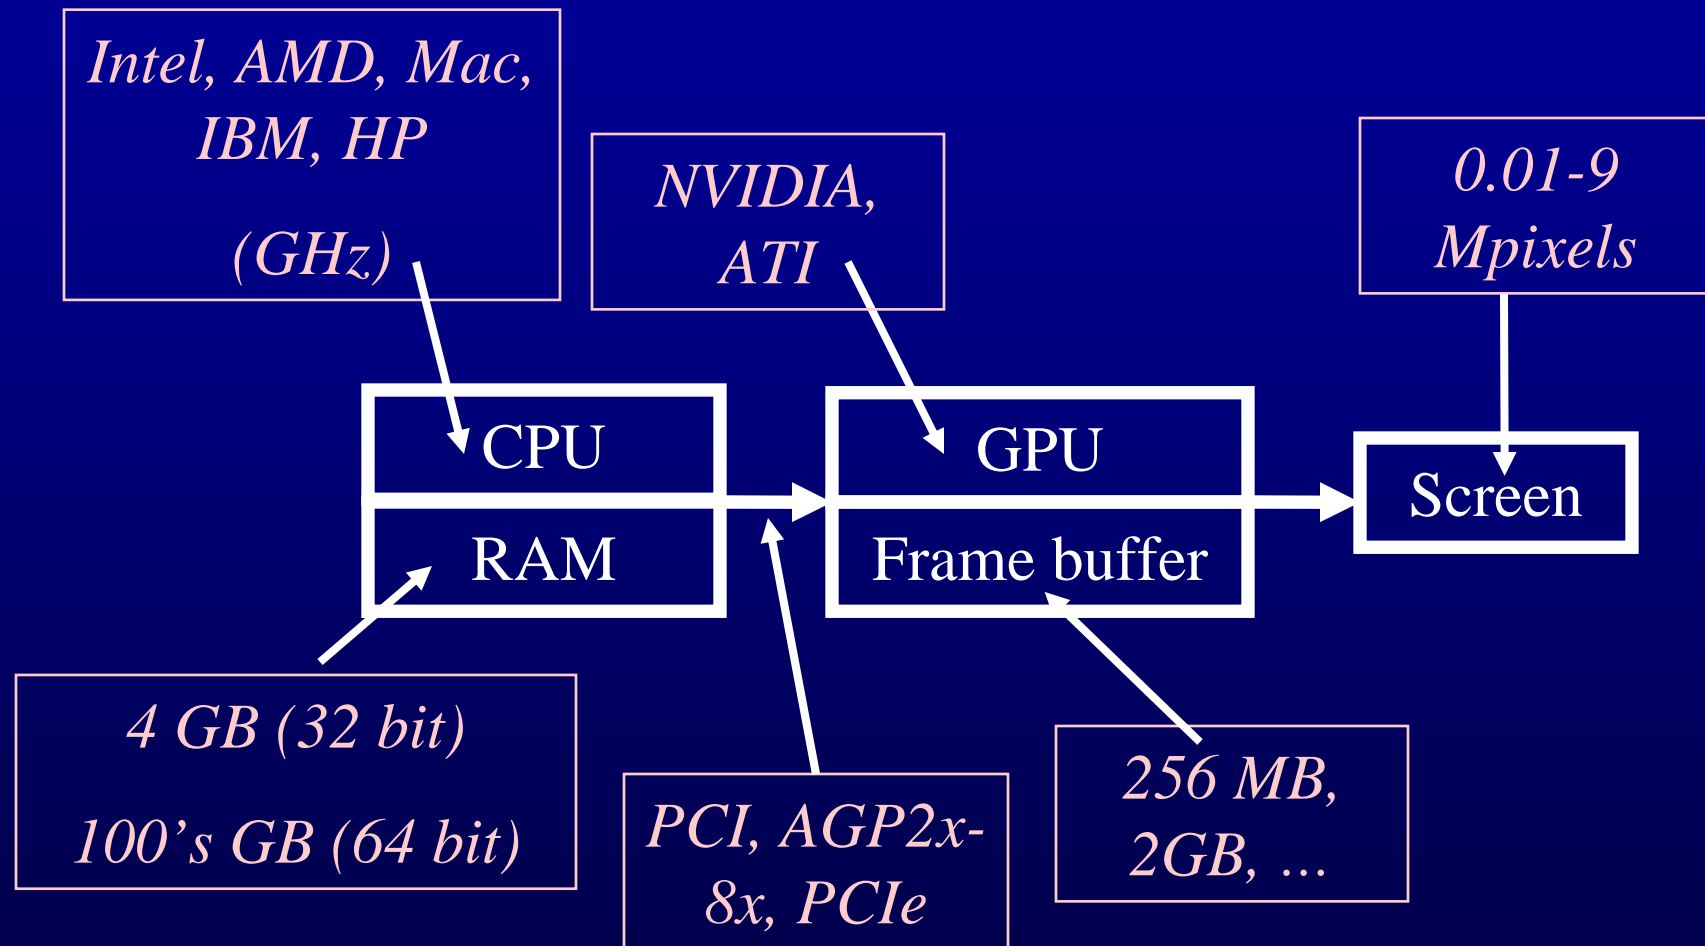 Intel, AMD, Mac,
IBM, HP
(GHz)
NVIDIA,
ATI
0.01-9
Mpixels
CPU
RAM
GPU
Frame buffer
Screen
4 GB (32 bit)
100’s GB (64 bit)
PCI, AGP2x-
8x, PCIe
256 MB,
2GB, …